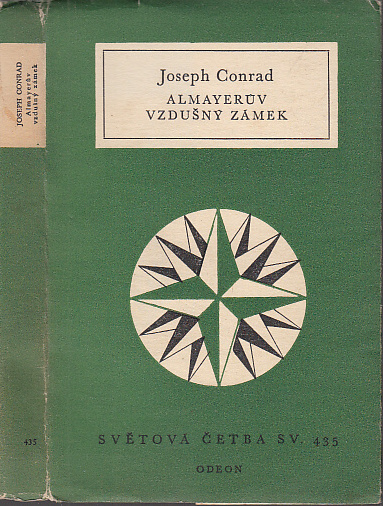 JOSEPH CONRAD
Almayerův
vzdušný zámek
435
Joseph Conrad
ALMAYERŮV
VZDUŠNÝ ZÁMEK
SVĚTOVÁ ČETBA SV. 435
ODEON